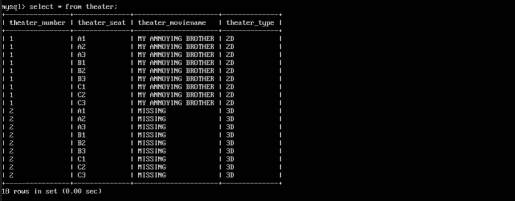 mysql> select * from theater;
+----------------+--------------+---------------------+--------------+
| theater_number | theater_seat | theater_moviename | theater_type |
+----------------+--------------+---------------------+--------------+
| 1 | A1 | MY ANNOYING BROTHER | 2D |
| 1 | A2 | MY ANNOYING BROTHER | 2D |
| 1 | A3 | MY ANNOYING BROTHER | 2D |
| 1 | B1 | MY ANNOYING BROTHER | 2D |
| 1 | B2 | MY ANNOYING BROTHER | 2D |
| 1 | B3 | MY ANNOYING BROTHER | 2D |
| 1 | C1 | MY ANNOYING BROTHER | 2D |
| 1 | C2 | MY ANNOYING BROTHER | 2D |
| 1 | C3 | MY ANNOYING BROTHER | 2D |
| 2 | A1 | MISSING | 3D |
| 2 | A2 | MISSING | 3D |
| 2 | A3 | MISSING | 3D |
| 2 | B1 | MISSING | 3D |
| 2 | B2 | MISSING | 3D |
| 2 | B3 | MISSING | 3D |
| 2 | C1 | MISSING | 3D |
| 2 | C2 | MISSING | 3D |
| 2 | C3 | MISSING | 3D |
+----------------+--------------+---------------------+--------------+
18 rows in set (0.00 sec)